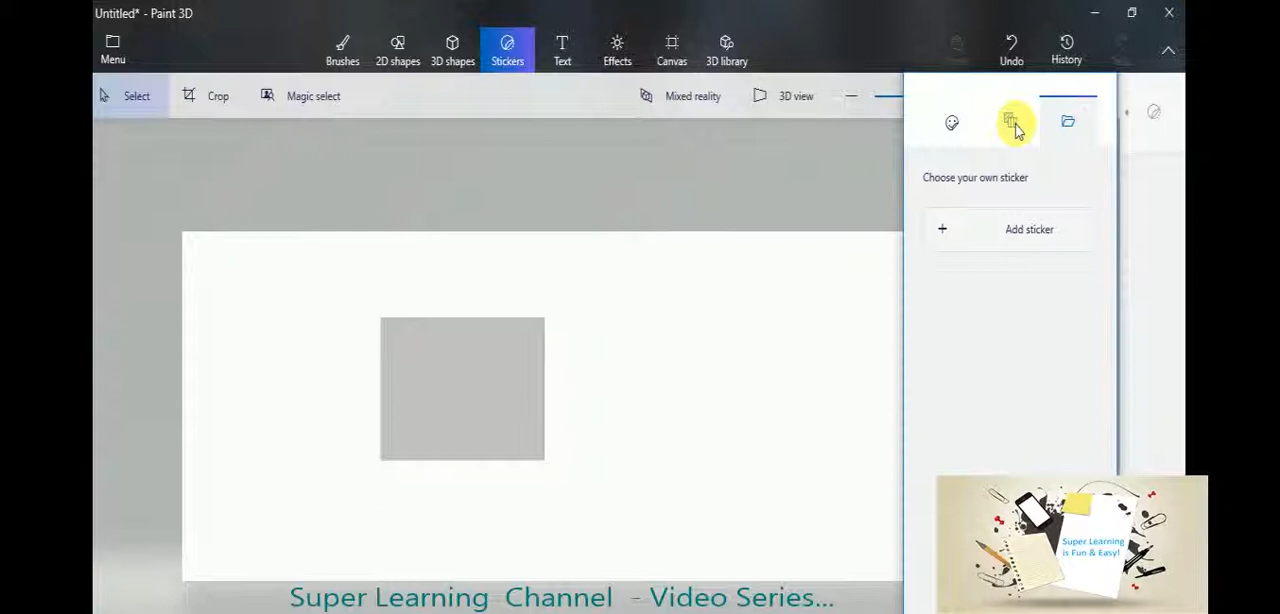 Untitled* - Paint 3D
Menu
Brushes
2D shapes
3D shapes
Stickers
Text
Effects
Canvas
3D library
Undo
History
Select
Crop
Magic select
Mixed reality
3D view
Choose your own sticker
+ Add sticker
Super Learning
is Fun & Easy!
Super Learning Channel - Video Series...